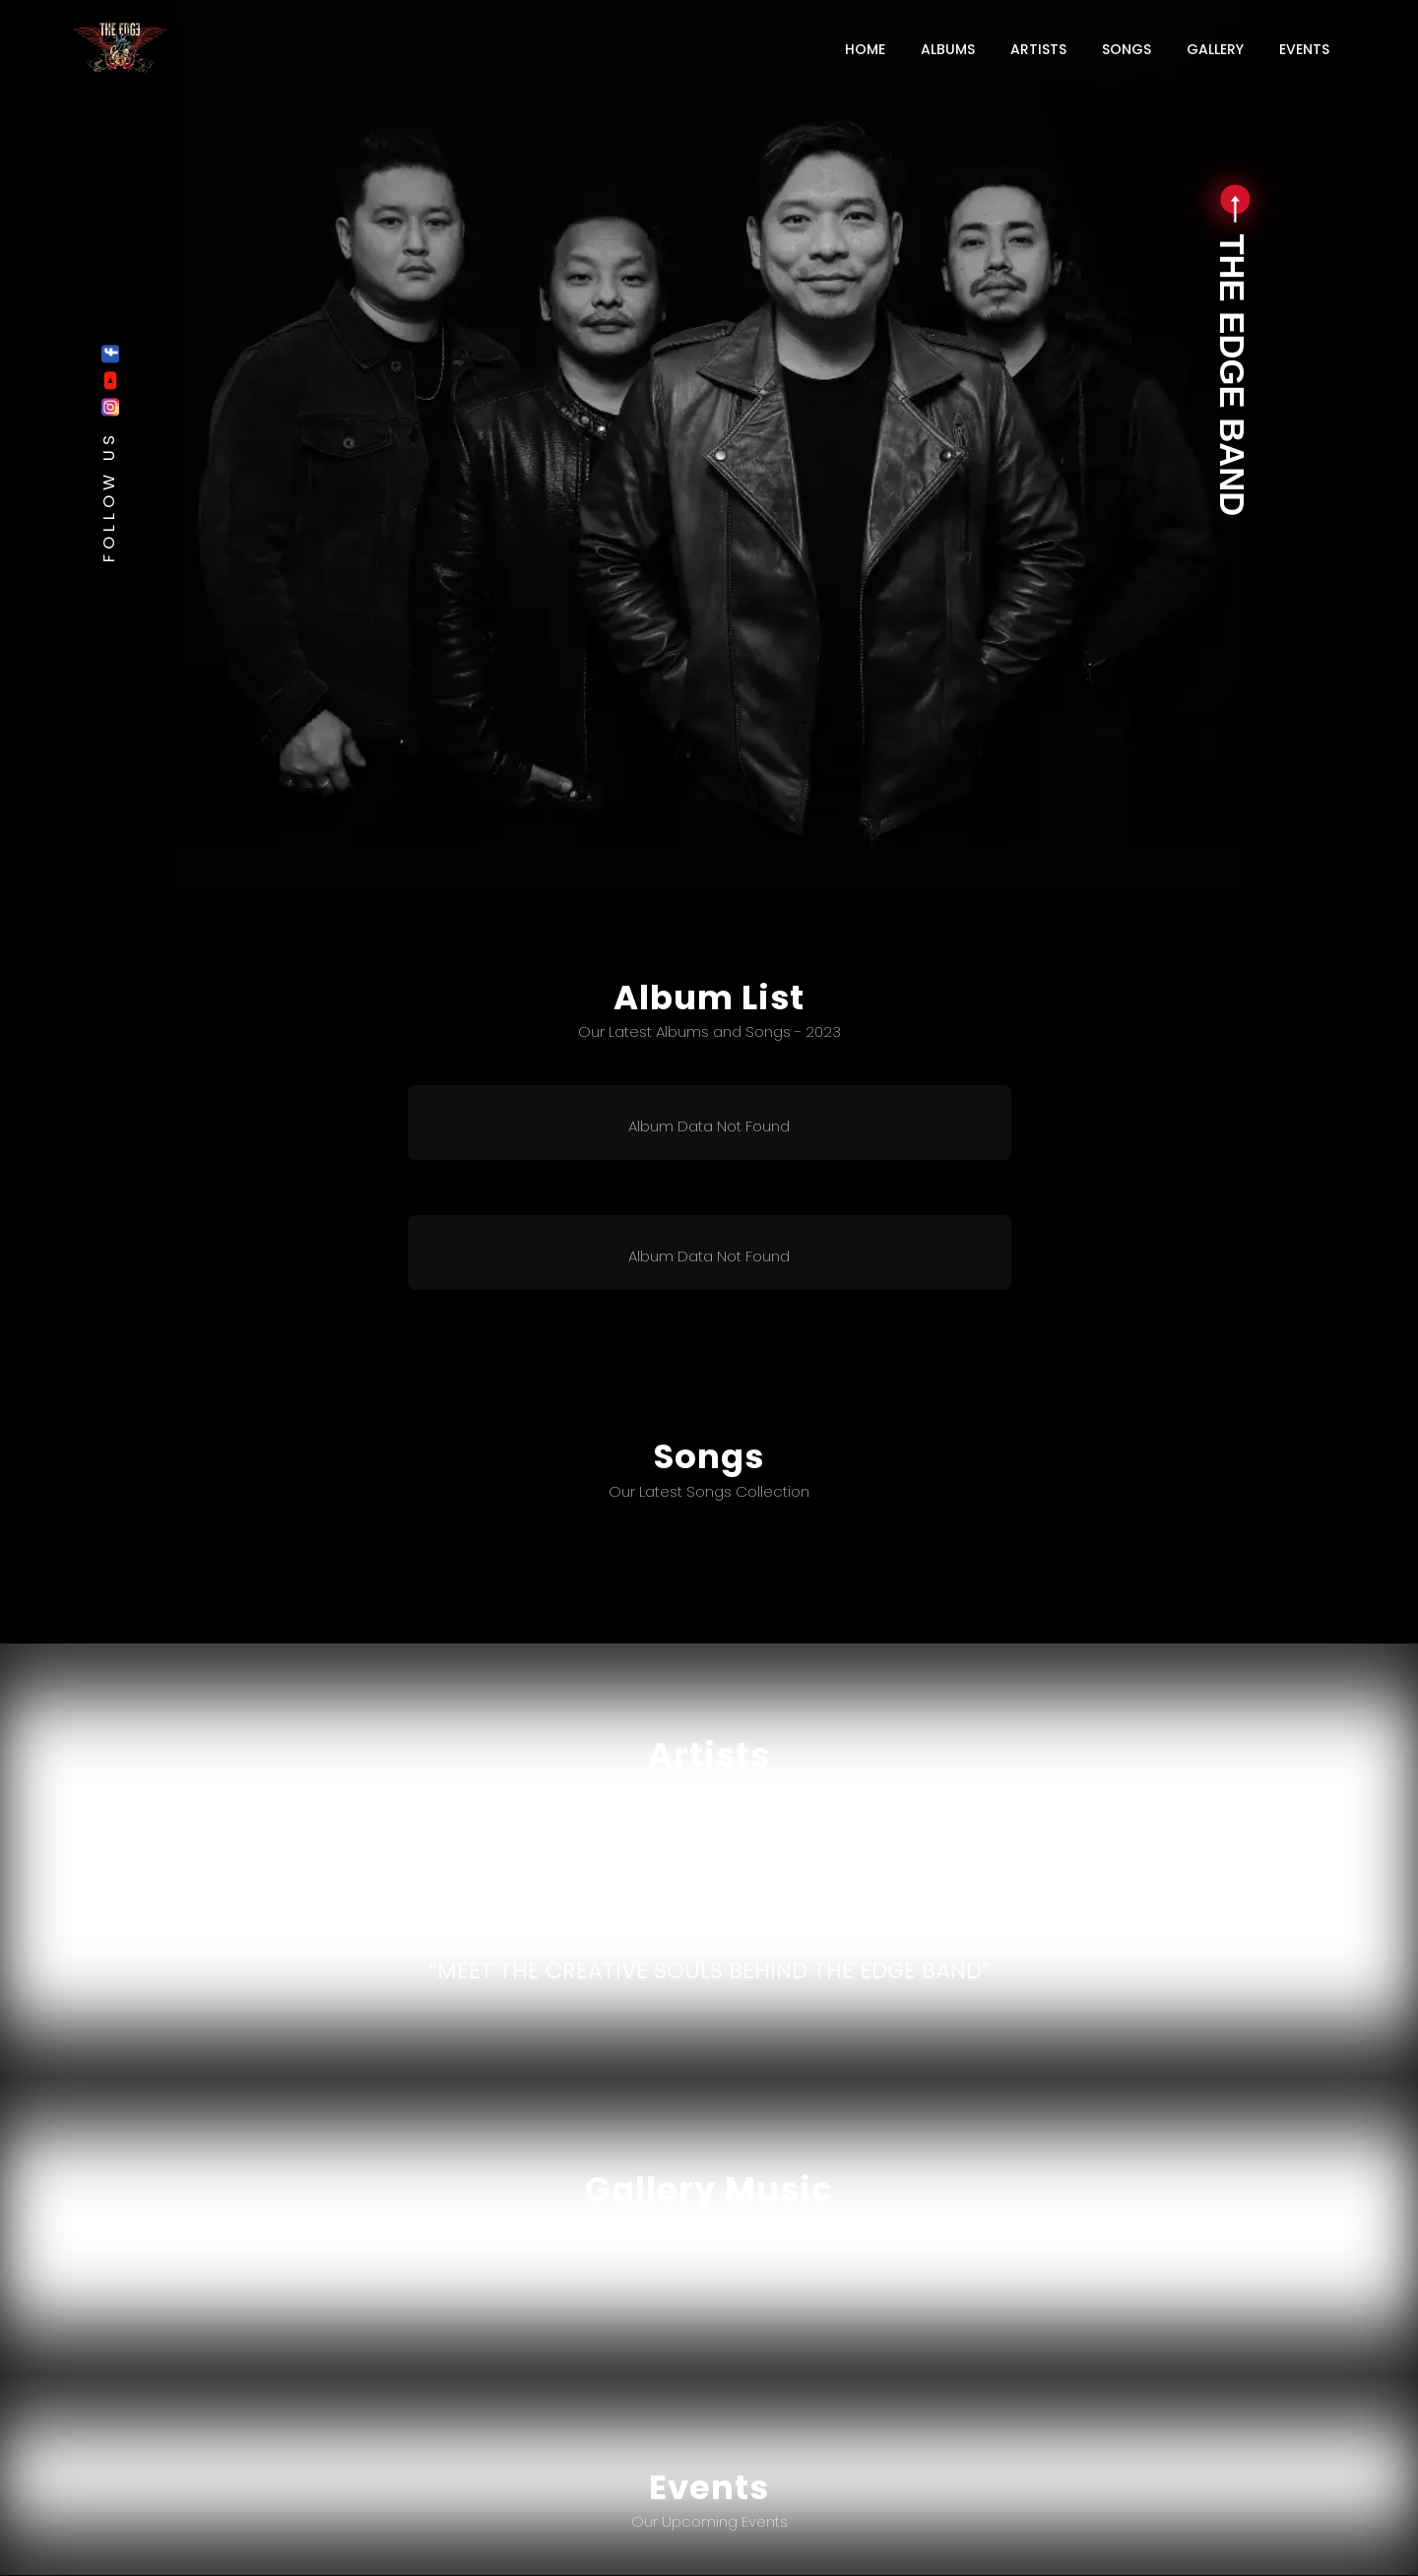 THE EDGE
HOME
ALBUMS
ARTISTS
SONGS
GALLERY
EVENTS
THE EDGE BAND
FOLLOW US
Album List
Our Latest Albums and Songs - 2023
Album Data Not Found
Album Data Not Found
Songs
Our Latest Songs Collection
Artists
“MEET THE CREATIVE SOULS BEHIND THE EDGE BAND”
Gallery Music
Events
Our Upcoming Events